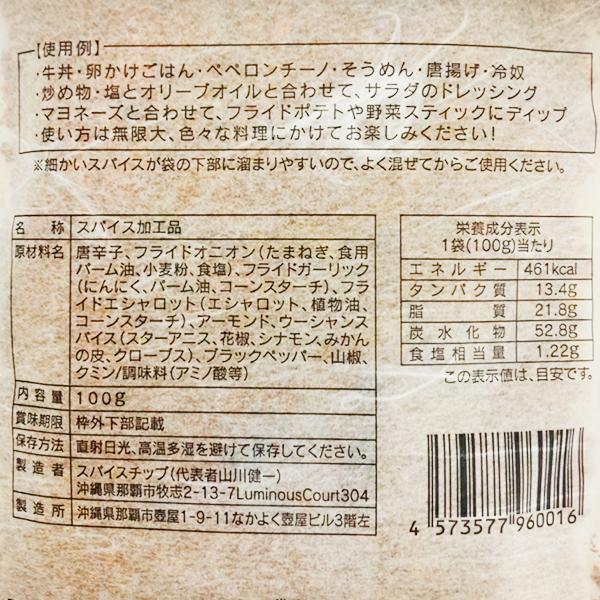 【使用例】
・牛丼・卵かけごはん・ペペロンチーノ・そうめん・唐揚げ・冷奴
・炒め物・塩とオリーブオイルと合わせて、サラダのドレッシング
・マヨネーズと合わせて、フライドポテトや野菜スティックにディップ
・使い方は無限大、色々な料理にかけてお楽しみください!
※細かいスパイスが袋の下部に溜まりやすいので、よく混ぜてからご使用ください。
名称 スパイス加工品
原材料名 唐辛子、フライドオニオン(たまねぎ、食用
パーム油、小麦粉、食塩)、フライドガーリック
(にんにく、パーム油、コーンスターチ)、フラ
イドエシャロット(エシャロット、植物油、
コーンスターチ)、アーモンド、ウーシャンス
パイス(スターアニス、花椒、シナモン、みかん
の皮、クローブス)、ブラックペッパー、山椒、
クミン/調味料(アミノ酸等)
内容量 100g
賞味期限 枠外下部記載
保存方法 直射日光、高温多湿を避けて保存してください。
製造者 スパイスチップ(代表者山川健一)
沖縄県那覇市牧志2-13-7LuminousCourt304
製造所 沖縄県那覇市壺屋1-9-11なかよく壺屋ビル3階左
栄養成分表示
1袋(100g)当たり
エネルギー 461kcal
タンパク質 13.4g
脂質 21.8g
炭水化物 52.8g
食塩相当量 1.22g
この表示値は、目安です。
4 573577 960016